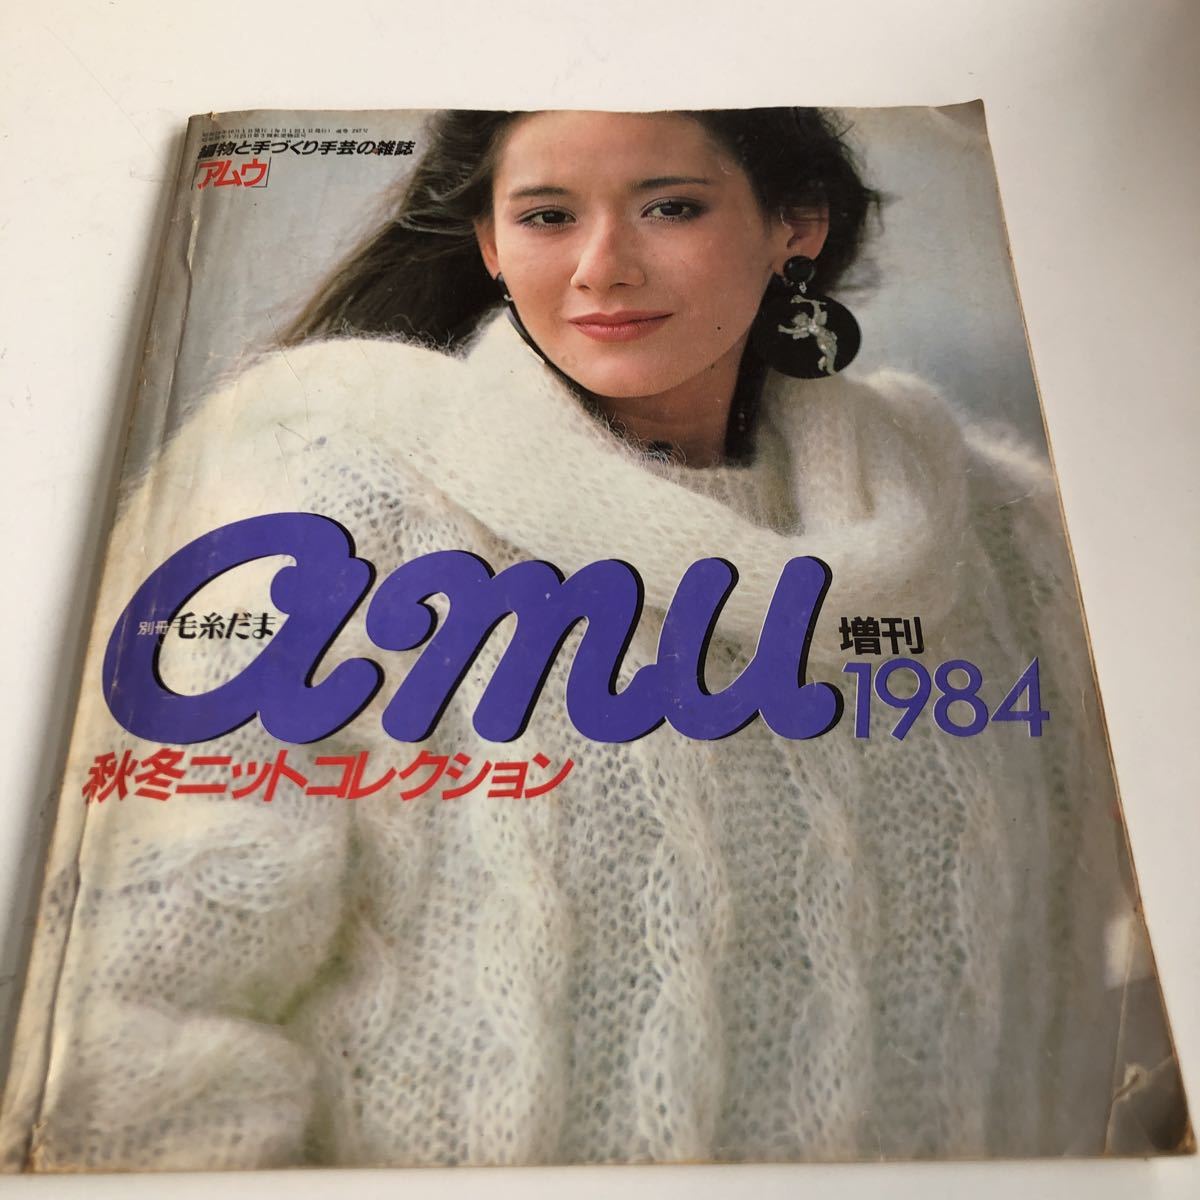 編物と手づくり手芸の雑誌
「アムウ」
amu
別冊毛糸だま
増刊
1984
秋冬ニットコレクション